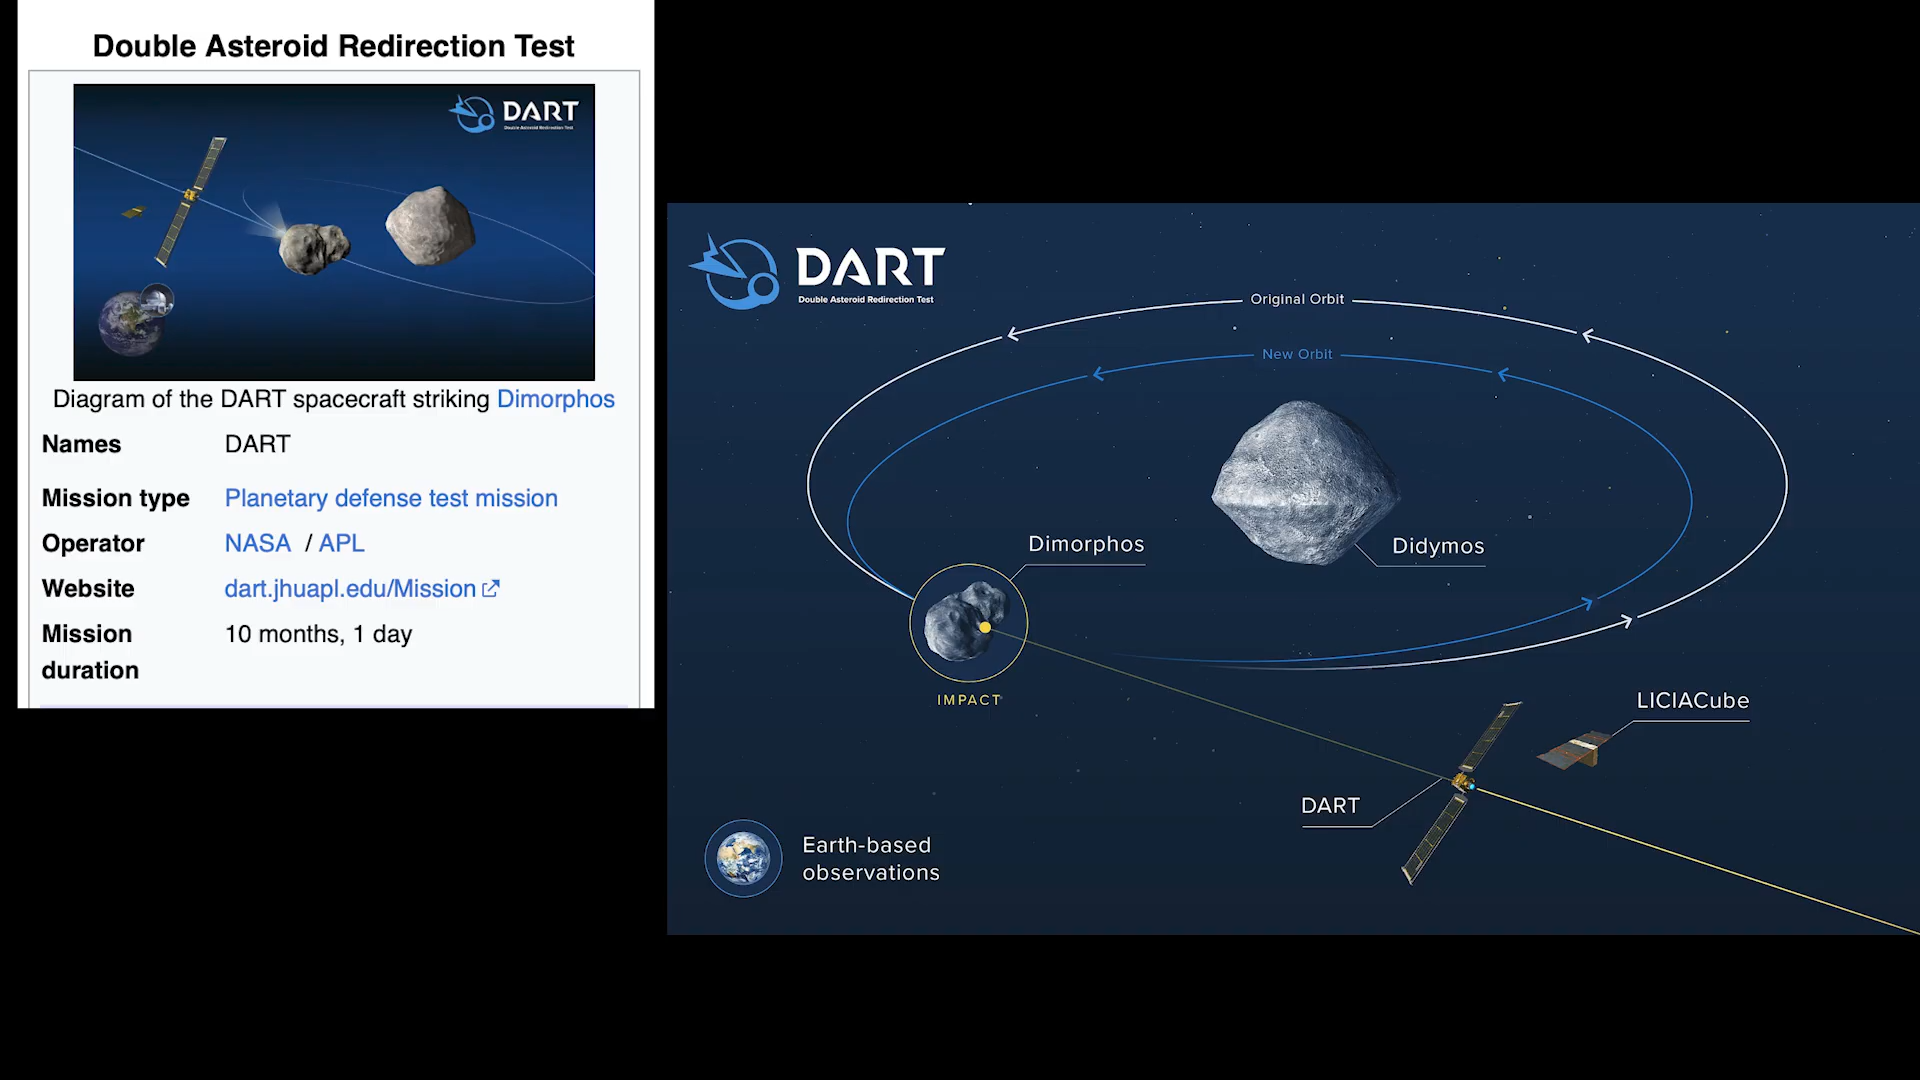 Double Asteroid Redirection Test
DART
Double Asteroid Redirection Test
Diagram of the DART spacecraft striking Dimorphos
Names DART
Mission type Planetary defense test mission
Operator NASA / APL
Website dart.jhuapl.edu/Mission
Mission duration 10 months, 1 day
DART
Double Asteroid Redirection Test
Original Orbit
New Orbit
Dimorphos
Didymos
IMPACT
LICIACube
DART
Earth-based
observations